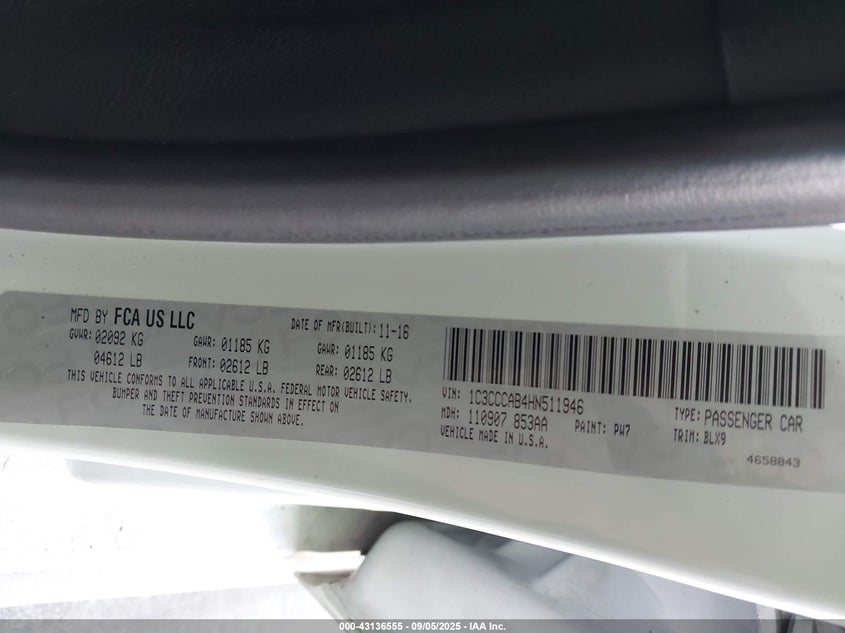 MFD BY FCA US LLC
DATE OF MFR(BUILT): 11-16
GVWR: 02092 KG
04612 LB
GAWR: 01185 KG
FRONT: 02612 LB
GAWR: 01185 KG
REAR: 02612 LB
THIS VEHICLE CONFORMS TO ALL APPLICABLE U.S.A. FEDERAL MOTOR VEHICLE SAFETY,
BUMPER AND THEFT PREVENTION STANDARDS IN EFFECT ON
THE DATE OF MANUFACTURE SHOWN ABOVE.
VIN: 1C3CCCAB4HN511946
TYPE: PASSENGER CAR
MDH: 110907 853AA
PAINT: PW7
TRIM: BLX9
VEHICLE MADE IN U.S.A.
4658843
000-43136555 - 09/05/2025 - IAA Inc.